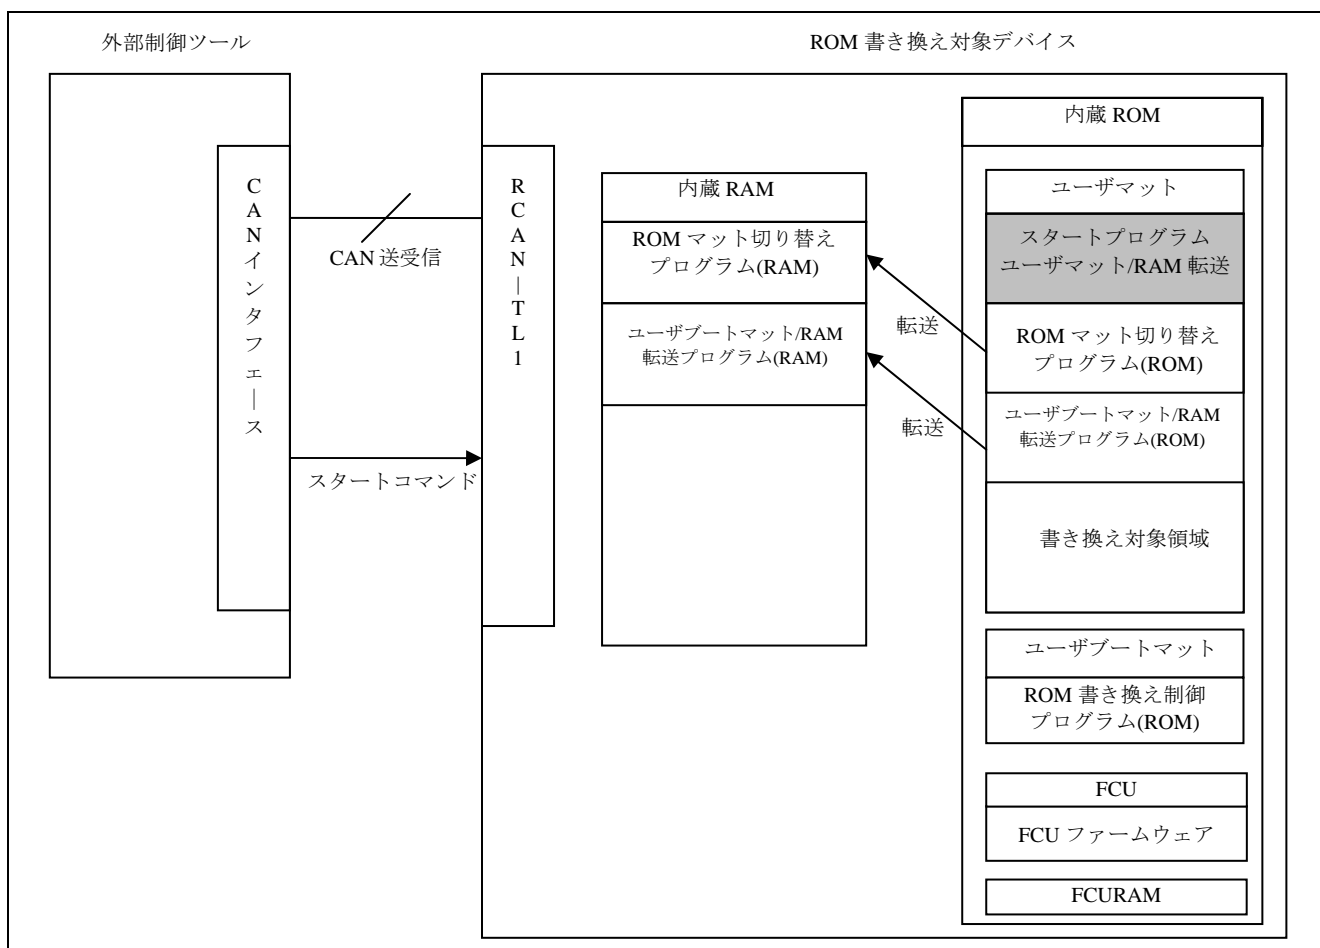 外部制御ツール
ROM 書き換え対象デバイス
CANインタフェ―ス
CAN 送受信
スタートコマンド
RCAN―TL1
内蔵 RAM
ROM マット切り替え
プログラム(RAM)
ユーザブートマット/RAM
転送プログラム(RAM)
転送
転送
内蔵 ROM
ユーザマット
スタートプログラム
ユーザマット/RAM 転送
ROM マット切り替え
プログラム(ROM)
ユーザブートマット/RAM
転送プログラム(ROM)
書き換え対象領域
ユーザブートマット
ROM 書き換え制御
プログラム(ROM)
FCU
FCU ファームウェア
FCURAM